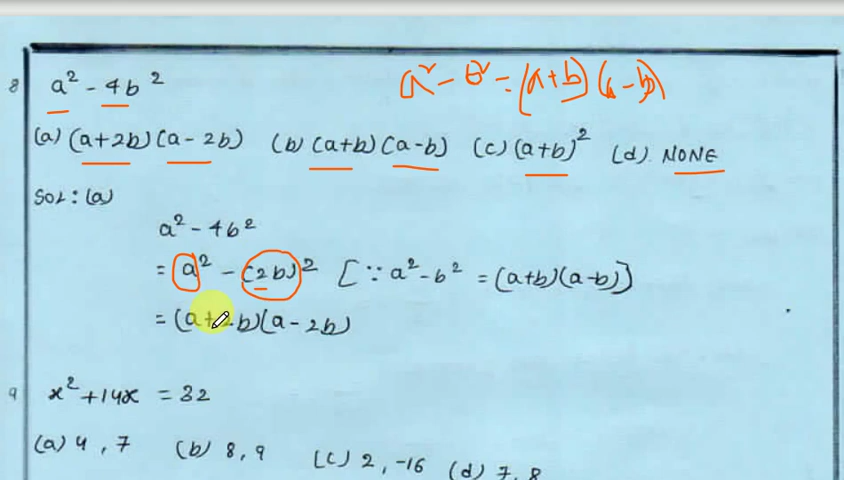 8 a² - 4b²
a² - b² = (a+b)(a-b)
(a) (a+2b)(a-2b) (b) (a+b)(a-b) (c) (a+b)² (d) NONE
SOL : (a)
a² - 4b²
= a² - (2b)² [∵ a² - b² = (a+b)(a-b)]
= (a+2b)(a-2b)
9 x² + 14x = 32
(a) 4, 7 (b) 8, 9 (c) 2, -16 (d) 7, 8